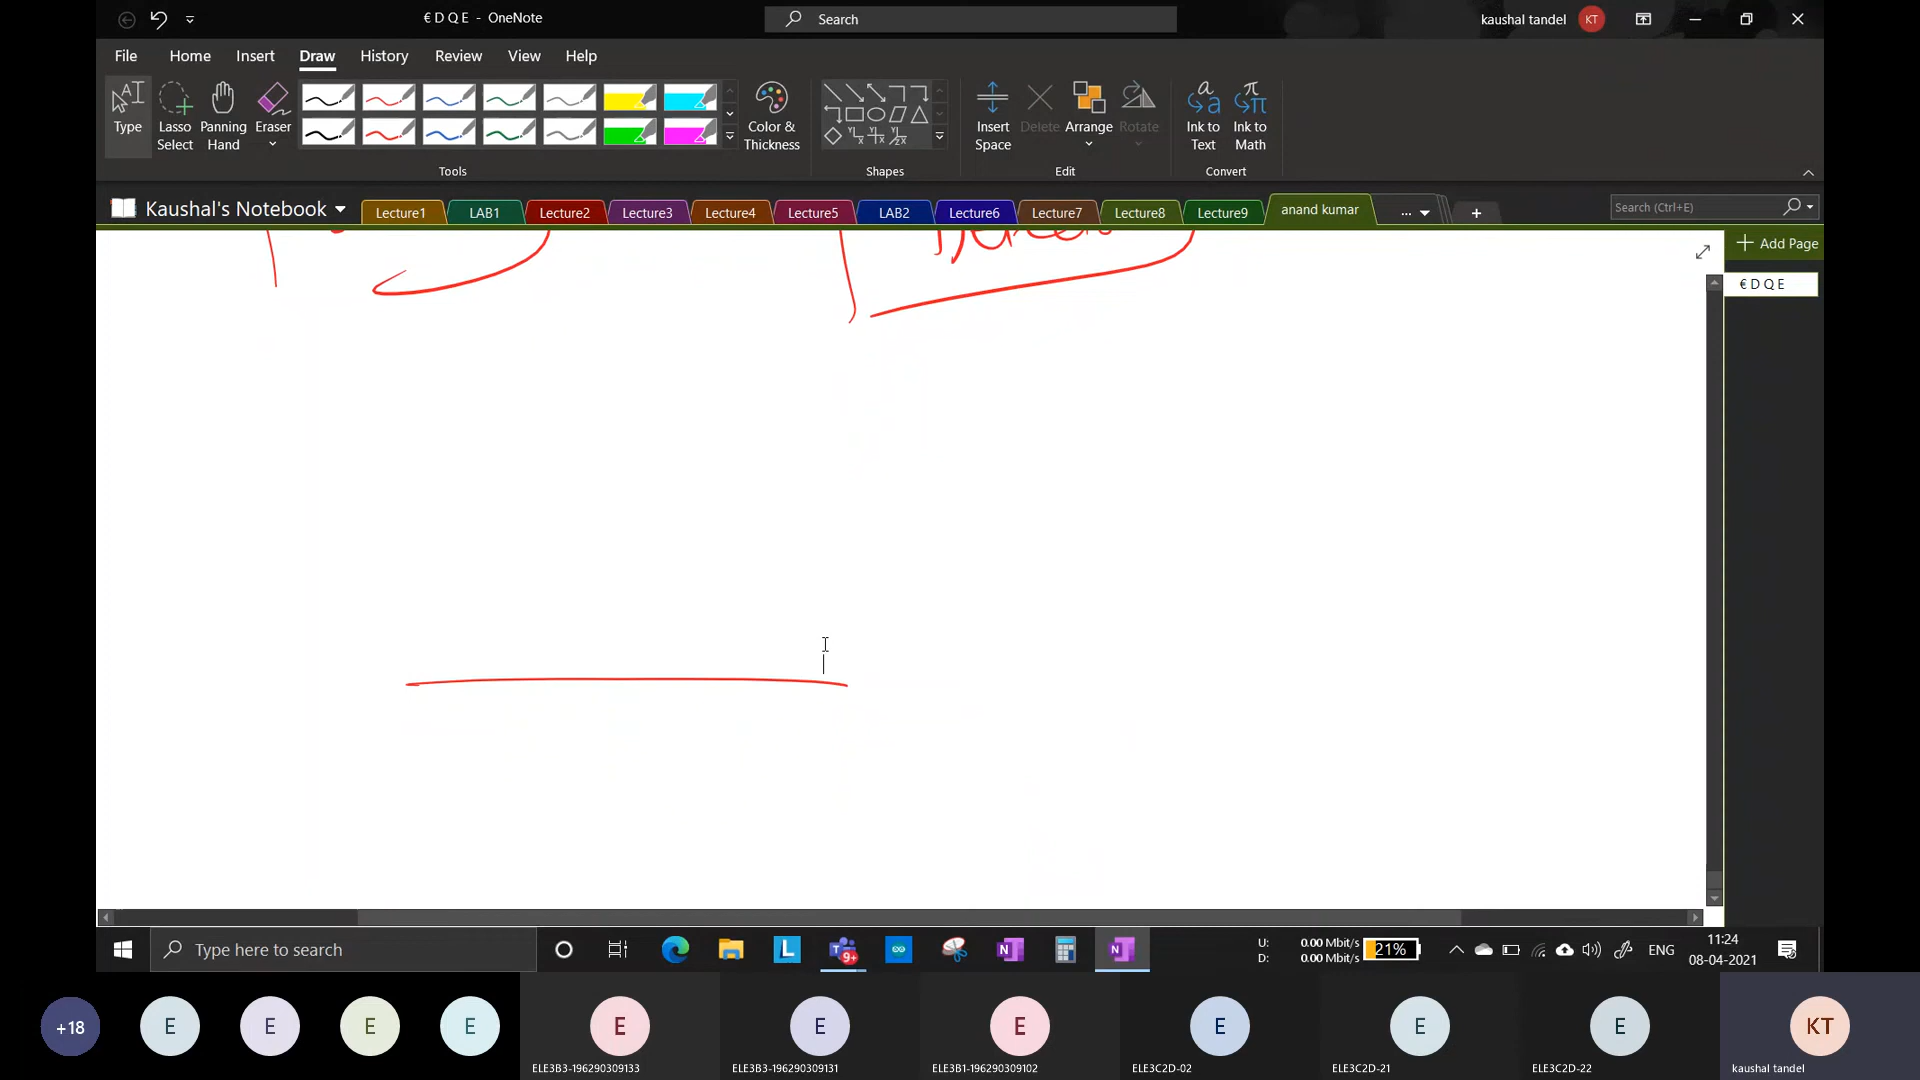 € D Q E - OneNote
Search
kaushal tandel
KT
File
Home
Insert
Draw
History
Review
View
Help
Type
Lasso Select
Panning Hand
Eraser
Color & Thickness
Insert Space
Delete
Arrange
Rotate
Ink to Text
Ink to Math
Tools
Shapes
Edit
Convert
Kaushal's Notebook
Lecture1
LAB1
Lecture2
Lecture3
Lecture4
Lecture5
LAB2
Lecture6
Lecture7
Lecture8
Lecture9
anand kumar
...
Search (Ctrl+E)
Add Page
€ D Q E
Type here to search
9+
U: 0.00 Mbit/s
D: 0.00 Mbit/s
21%
ENG
11:24
08-04-2021
+18
E
E
E
E
E
E
E
E
E
E
KT
ELE3B3-196290309133
ELE3B3-196290309131
ELE3B1-196290309102
ELE3C2D-02
ELE3C2D-21
ELE3C2D-22
kaushal tandel